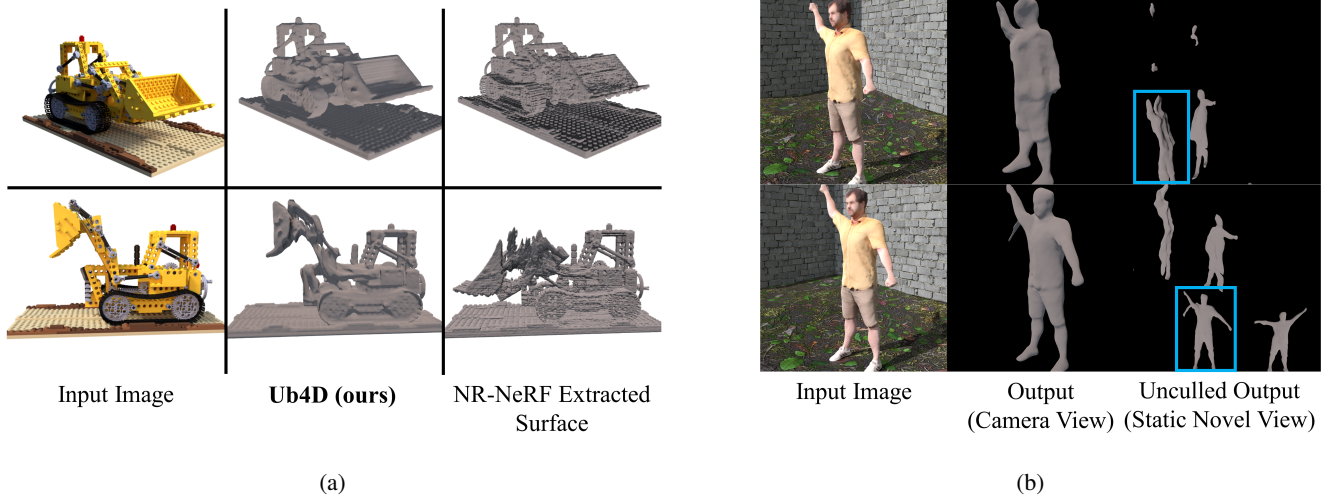 Input Image
Ub4D (ours)
NR-NeRF Extracted
Surface
(a)
Input Image
Output
(Camera View)
Unculled Output
(Static Novel View)
(b)